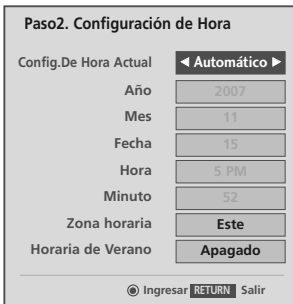 Paso2. Configuración de Hora
Config.De Hora Actual ◀ Automático ▶
Año 2007
Mes 11
Fecha 15
Hora 5 PM
Minuto 52
Zona horaria Este
Horaria de Verano Apagado
Ingresar RETURN Salir